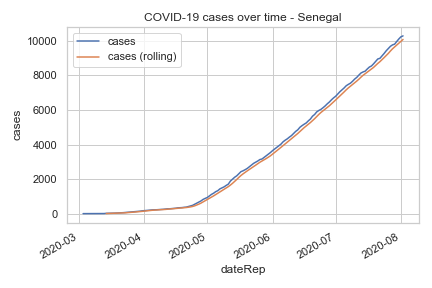 COVID-19 cases over time - Senegal
cases
cases (rolling)
10000
8000
6000
4000
2000
0
cases
2020-03
2020-04
2020-05
2020-06
2020-07
2020-08
dateRep